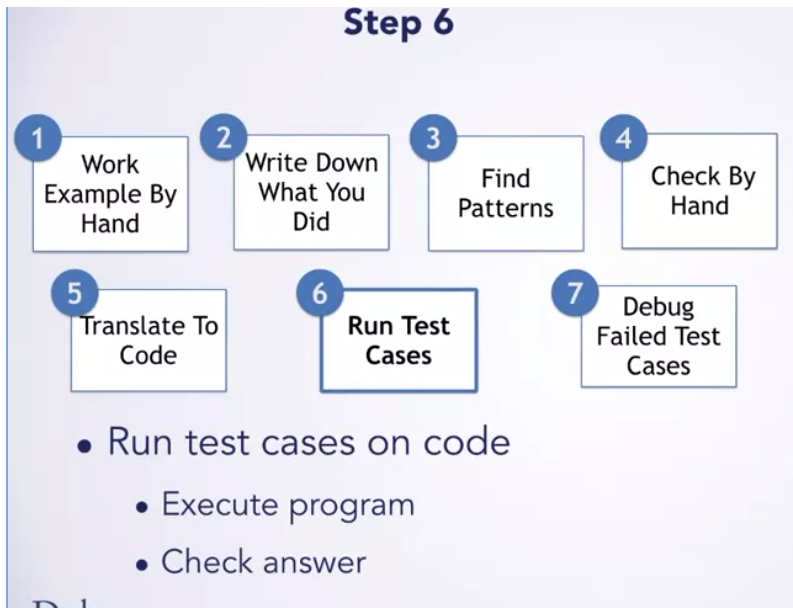 Step 6
1
Work
Example By
Hand
2
Write Down
What You
Did
3
Find
Patterns
4
Check By
Hand
5
Translate To
Code
6
Run Test
Cases
7
Debug
Failed Test
Cases
• Run test cases on code
• Execute program
• Check answer